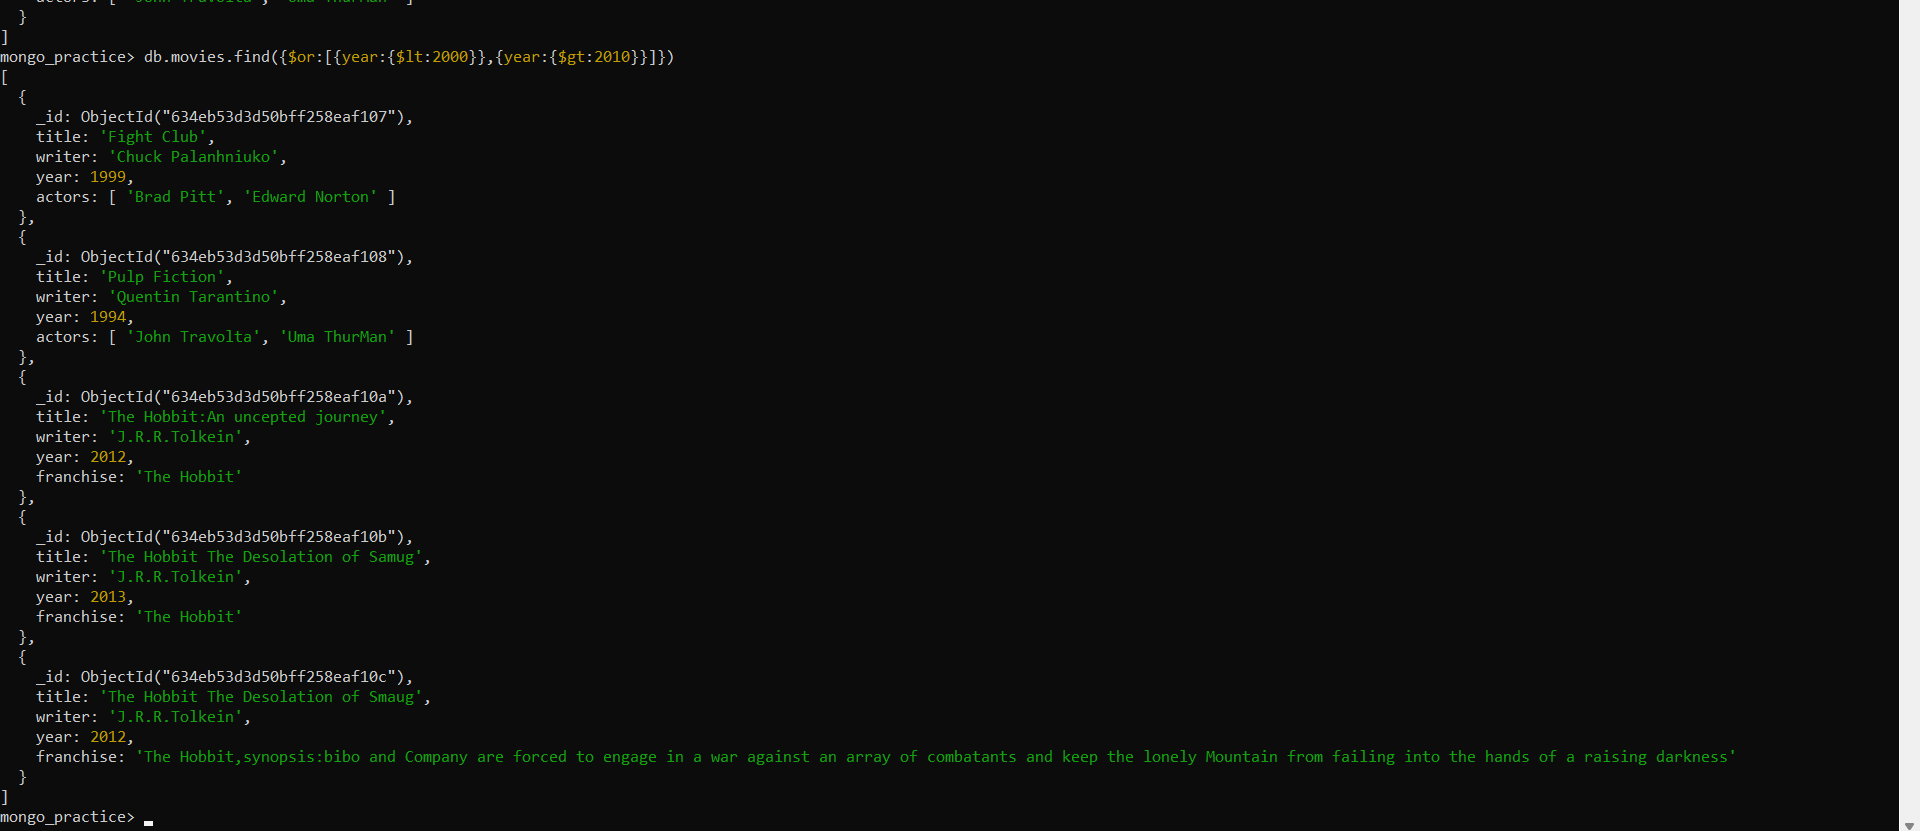 actors: [ 'John Travolta', 'Uma ThurMan' ]
  }
]
mongo_practice> db.movies.find({$or:[{year:{$lt:2000}},{year:{$gt:2010}}]})
[
  {
    _id: ObjectId("634eb53d3d50bff258eaf107"),
    title: 'Fight Club',
    writer: 'Chuck Palanhniuko',
    year: 1999,
    actors: [ 'Brad Pitt', 'Edward Norton' ]
  },
  {
    _id: ObjectId("634eb53d3d50bff258eaf108"),
    title: 'Pulp Fiction',
    writer: 'Quentin Tarantino',
    year: 1994,
    actors: [ 'John Travolta', 'Uma ThurMan' ]
  },
  {
    _id: ObjectId("634eb53d3d50bff258eaf10a"),
    title: 'The Hobbit:An uncepted journey',
    writer: 'J.R.R.Tolkein',
    year: 2012,
    franchise: 'The Hobbit'
  },
  {
    _id: ObjectId("634eb53d3d50bff258eaf10b"),
    title: 'The Hobbit The Desolation of Samug',
    writer: 'J.R.R.Tolkein',
    year: 2013,
    franchise: 'The Hobbit'
  },
  {
    _id: ObjectId("634eb53d3d50bff258eaf10c"),
    title: 'The Hobbit The Desolation of Smaug',
    writer: 'J.R.R.Tolkein',
    year: 2012,
    franchise: 'The Hobbit,synopsis:bibo and Company are forced to engage in a war against an array of combatants and keep the lonely Mountain from failing into the hands of a raising darkness'
  }
]
mongo_practice>